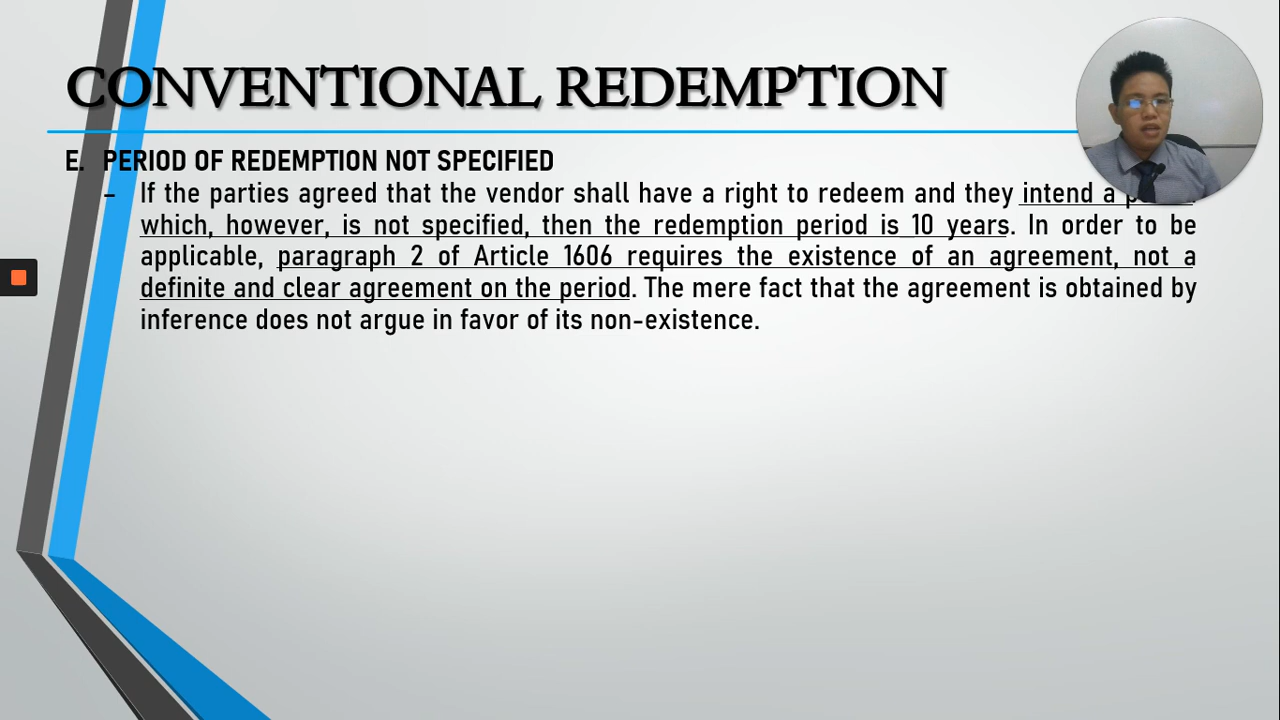 CONVENTIONAL REDEMPTION
E. PERIOD OF REDEMPTION NOT SPECIFIED
- If the parties agreed that the vendor shall have a right to redeem and they intend a
which, however, is not specified, then the redemption period is 10 years. In order to be
applicable, paragraph 2 of Article 1606 requires the existence of an agreement, not a
definite and clear agreement on the period. The mere fact that the agreement is obtained by
inference does not argue in favor of its non-existence.